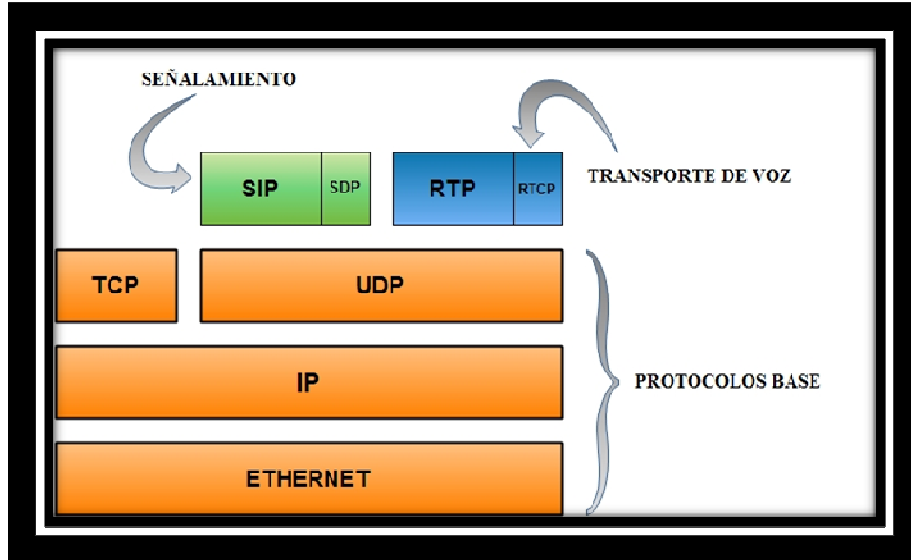 SEÑALAMIENTO
SIP
SDP
RTP
RTCP
TRANSPORTE DE VOZ
TCP
UDP
IP
PROTOCOLOS BASE
ETHERNET